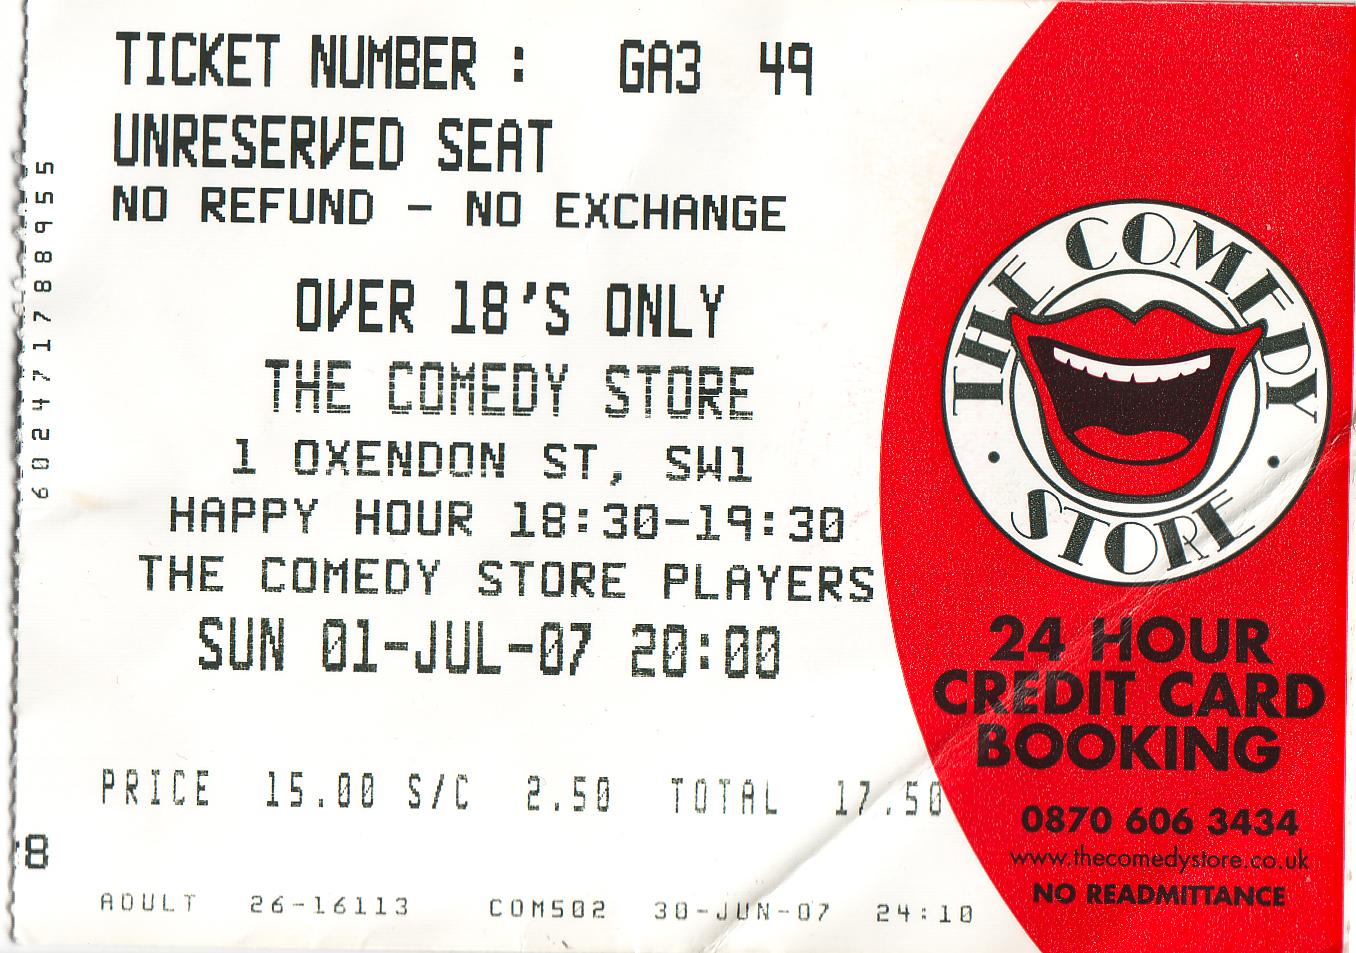 TICKET NUMBER : GA3 49
UNRESERVED SEAT
NO REFUND - NO EXCHANGE
OVER 18'S ONLY
THE COMEDY STORE
1 OXENDON ST, SW1
HAPPY HOUR 18:30-19:30
THE COMEDY STORE PLAYERS
SUN 01-JUL-07 20:00
PRICE 15.00 S/C 2.50 TOTAL 17.50
8
ADULT 26-16113 COM502 30-JUN-07 24:10
602471788955
THE COMEDY
STORE
24 HOUR
CREDIT CARD
BOOKING
0870 606 3434
www.thecomedystore.co.uk
NO READMITTANCE